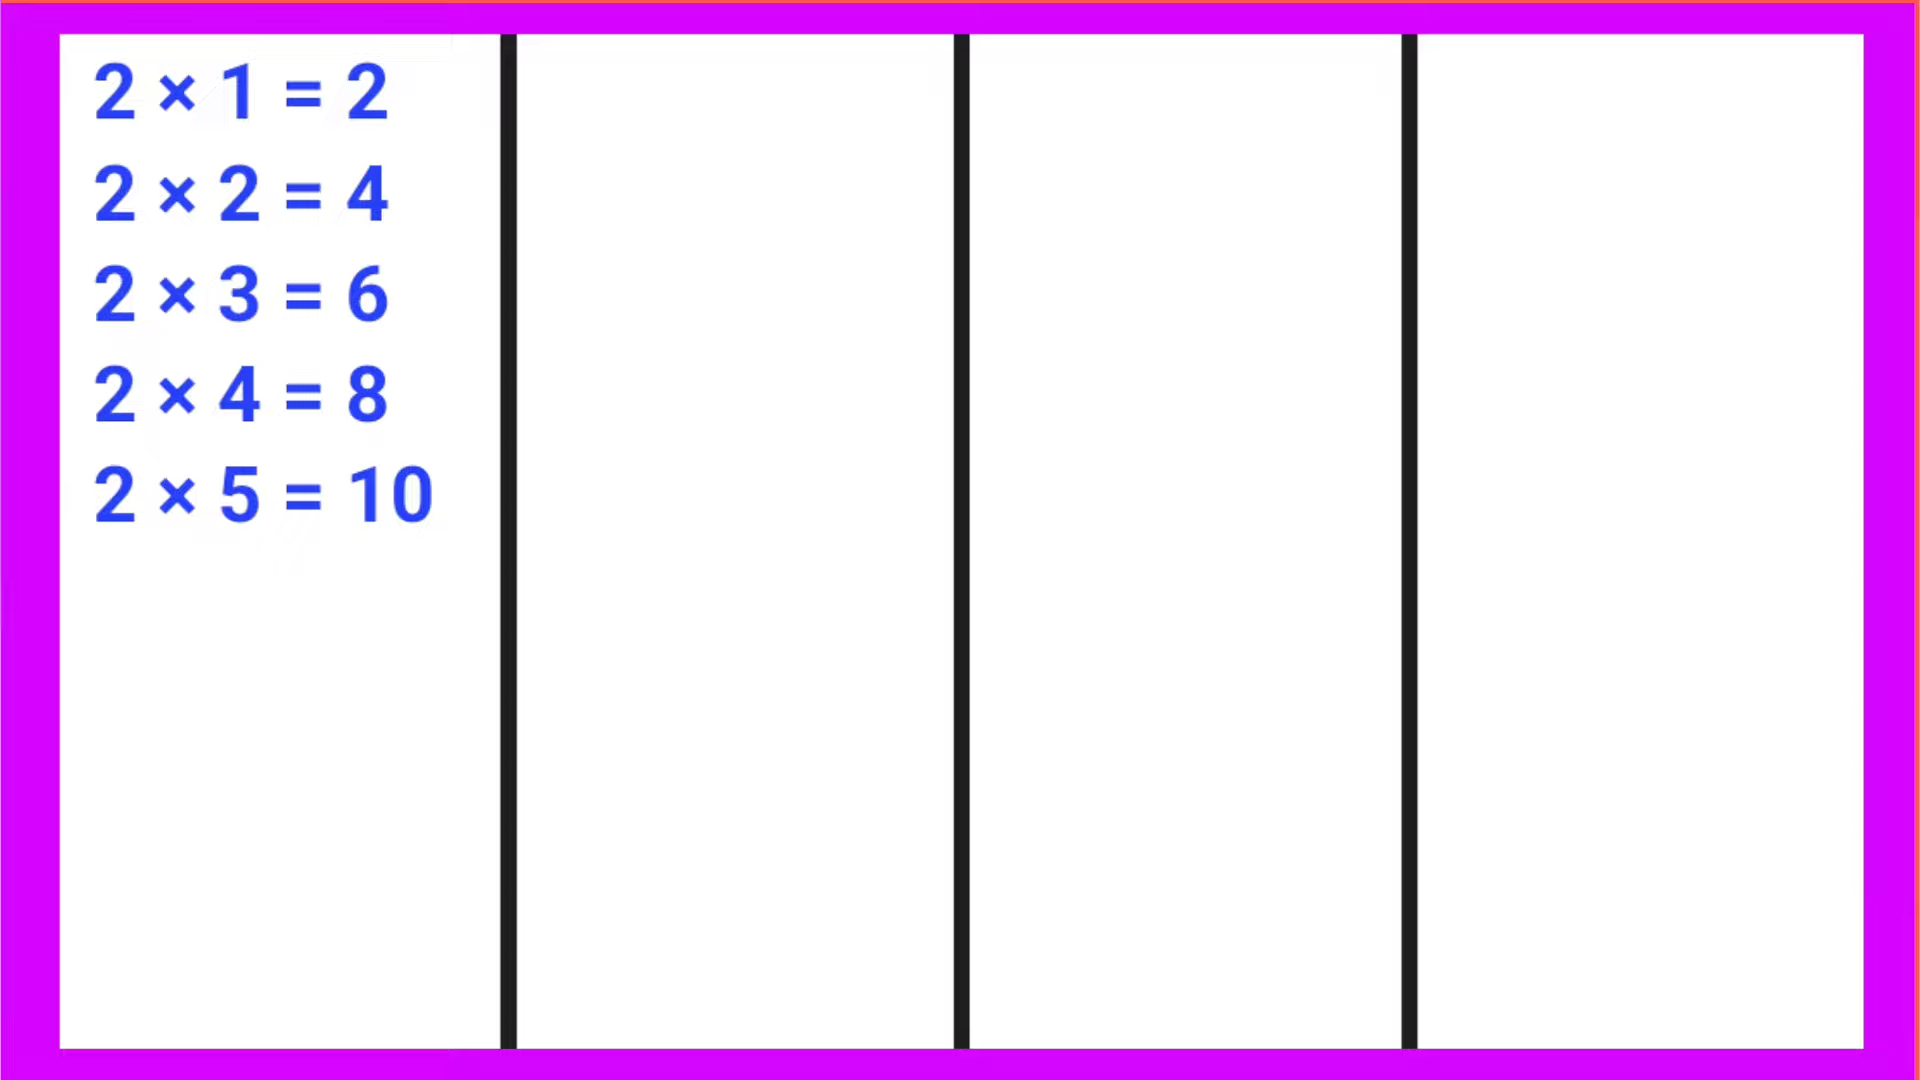 2 × 1 = 2
2 × 2 = 4
2 × 3 = 6
2 × 4 = 8
2 × 5 = 10